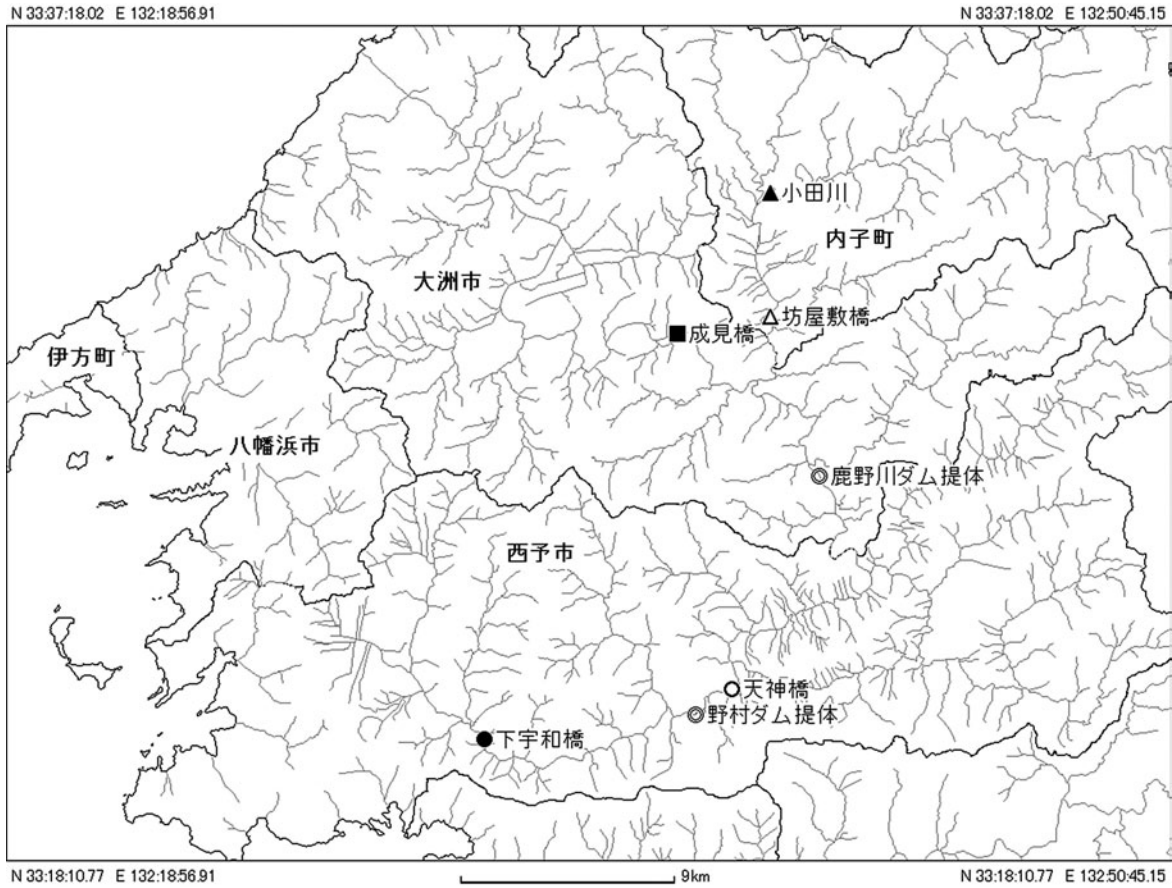 N 33:37:18.02 E 132:18:56.91
N 33:37:18.02 E 132:50:45.15
小田川
内子町
大洲市
坊屋敷橋
成見橋
伊方町
八幡浜市
鹿野川ダム提体
西予市
天神橋
野村ダム提体
下宇和橋
N 33:18:10.77 E 132:18:56.91
9km
N 33:18:10.77 E 132:50:45.15